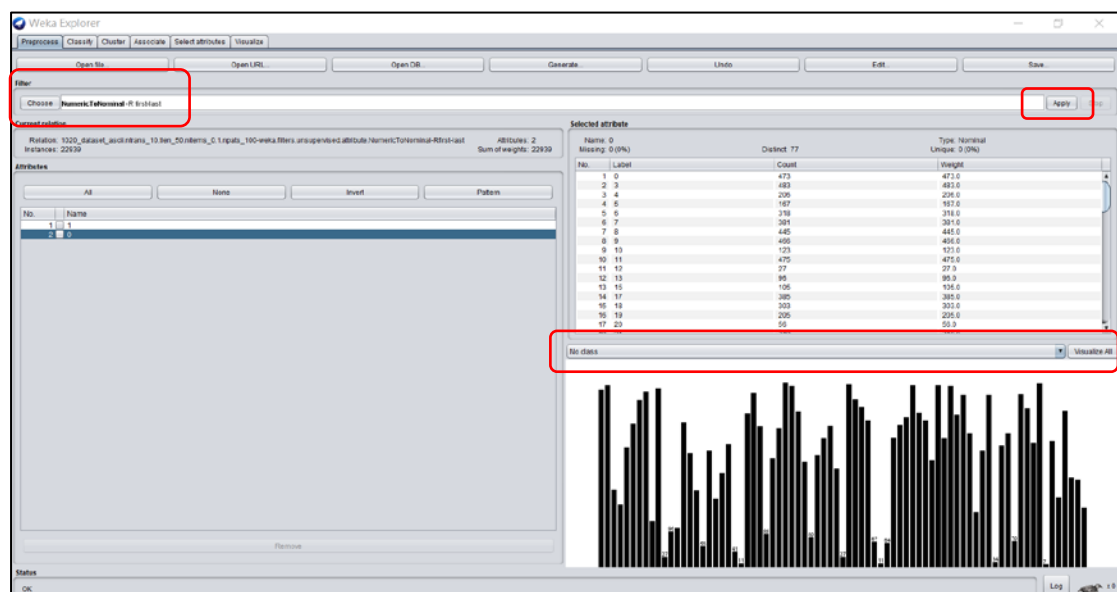 Weka Explorer
Preprocess Classify Cluster Associate Select attributes Visualize
Open file... Open URL... Open DB... Generate... Undo Edit... Save...
Filter
Choose NumericToNominal -R first-last Apply Stop
Current relation
Relation: 1020_dataset_ascii.ntrans_10.tlen_50.nitems_0.1.npats_100-weka.filters.unsupervised.attribute.NumericToNominal-Rfirst-last Attributes: 2
Instances: 22939 Sum of weights: 22939
Attributes
All None Invert Pattern
No. Name
1 1
2 0
Remove
Status
OK
Selected attribute
Name: 0 Type: Nominal
Missing: 0 (0%) Distinct: 77 Unique: 0 (0%)
No. Label Count Weight
1 0 473 473.0
2 3 483 483.0
3 4 206 206.0
4 5 167 167.0
5 6 318 318.0
6 7 381 381.0
7 8 445 445.0
8 9 466 466.0
9 10 123 123.0
10 11 475 475.0
11 12 27 27.0
12 13 95 95.0
13 15 105 105.0
14 17 385 385.0
15 18 303 303.0
16 19 205 205.0
17 20 56 56.0
No class Visualize All
Log x 0